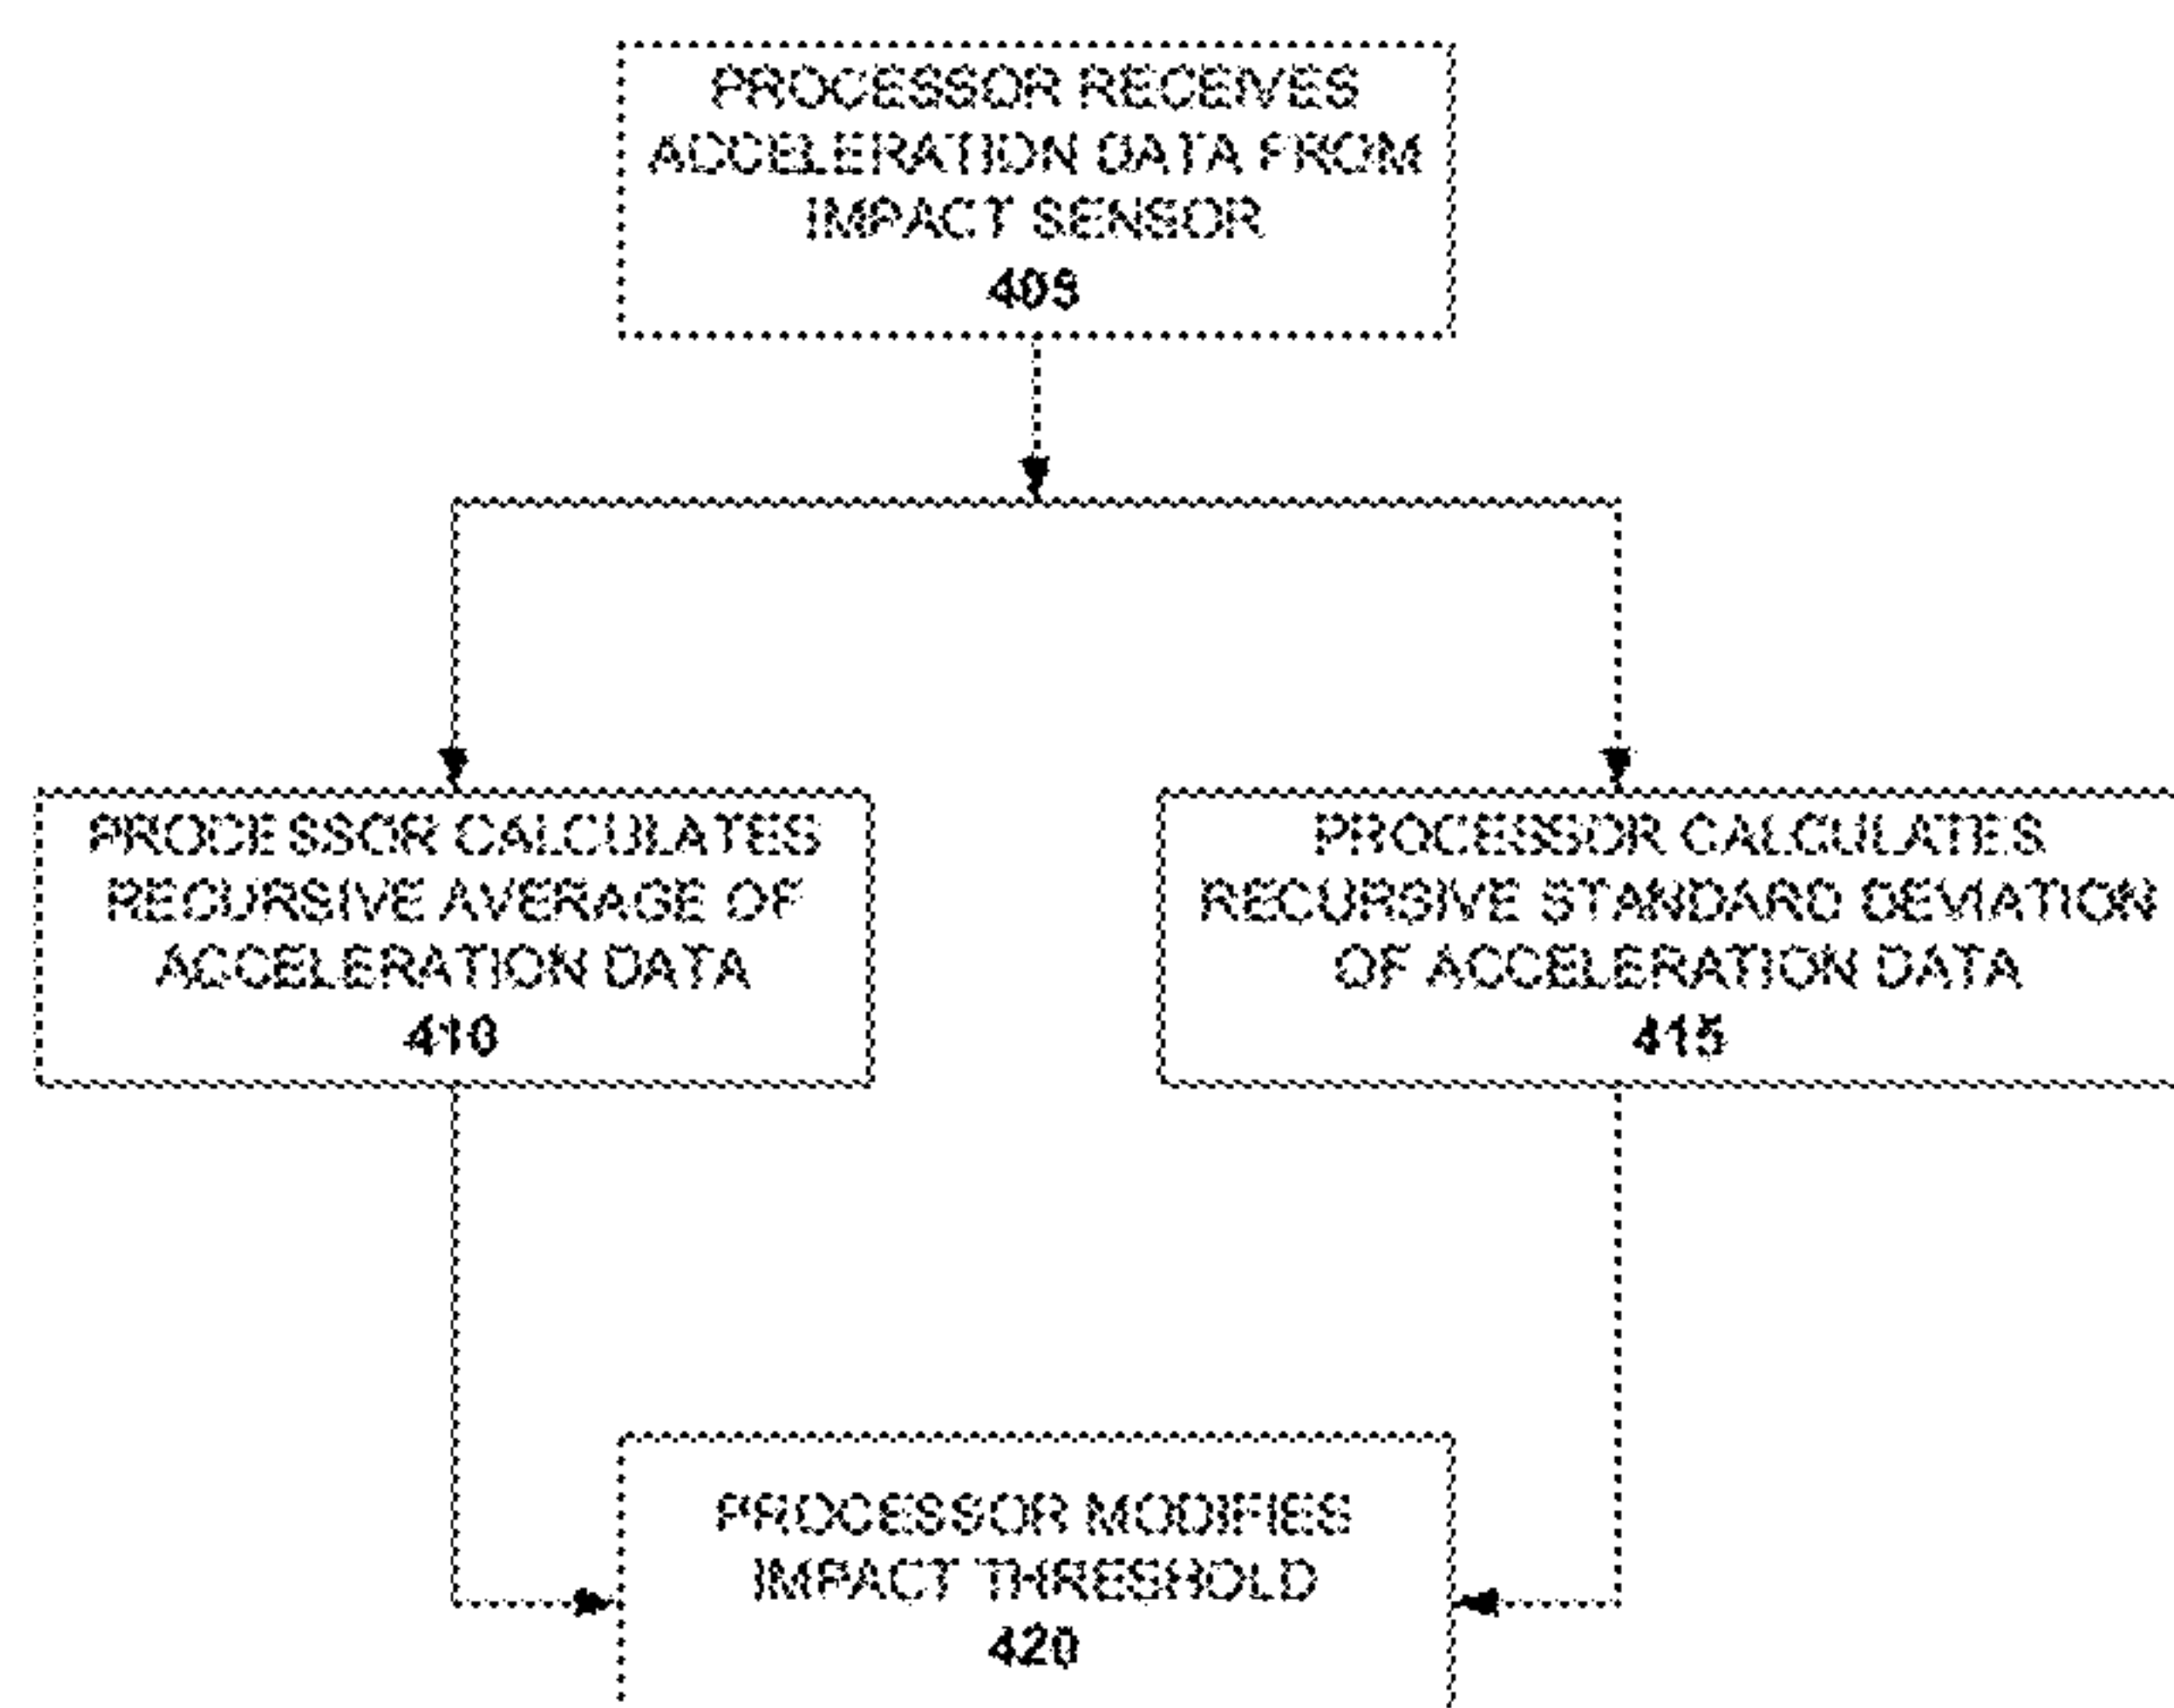 PROCESSOR RECEIVES
ACCELERATION DATA FROM
IMPACT SENSOR
405
PROCESSOR CALCULATES
RECURSIVE AVERAGE OF
ACCELERATION DATA
410
PROCESSOR CALCULATES
RECURSIVE STANDARD DEVIATION
OF ACCELERATION DATA
415
PROCESSOR MODIFIES
IMPACT THRESHOLD
420